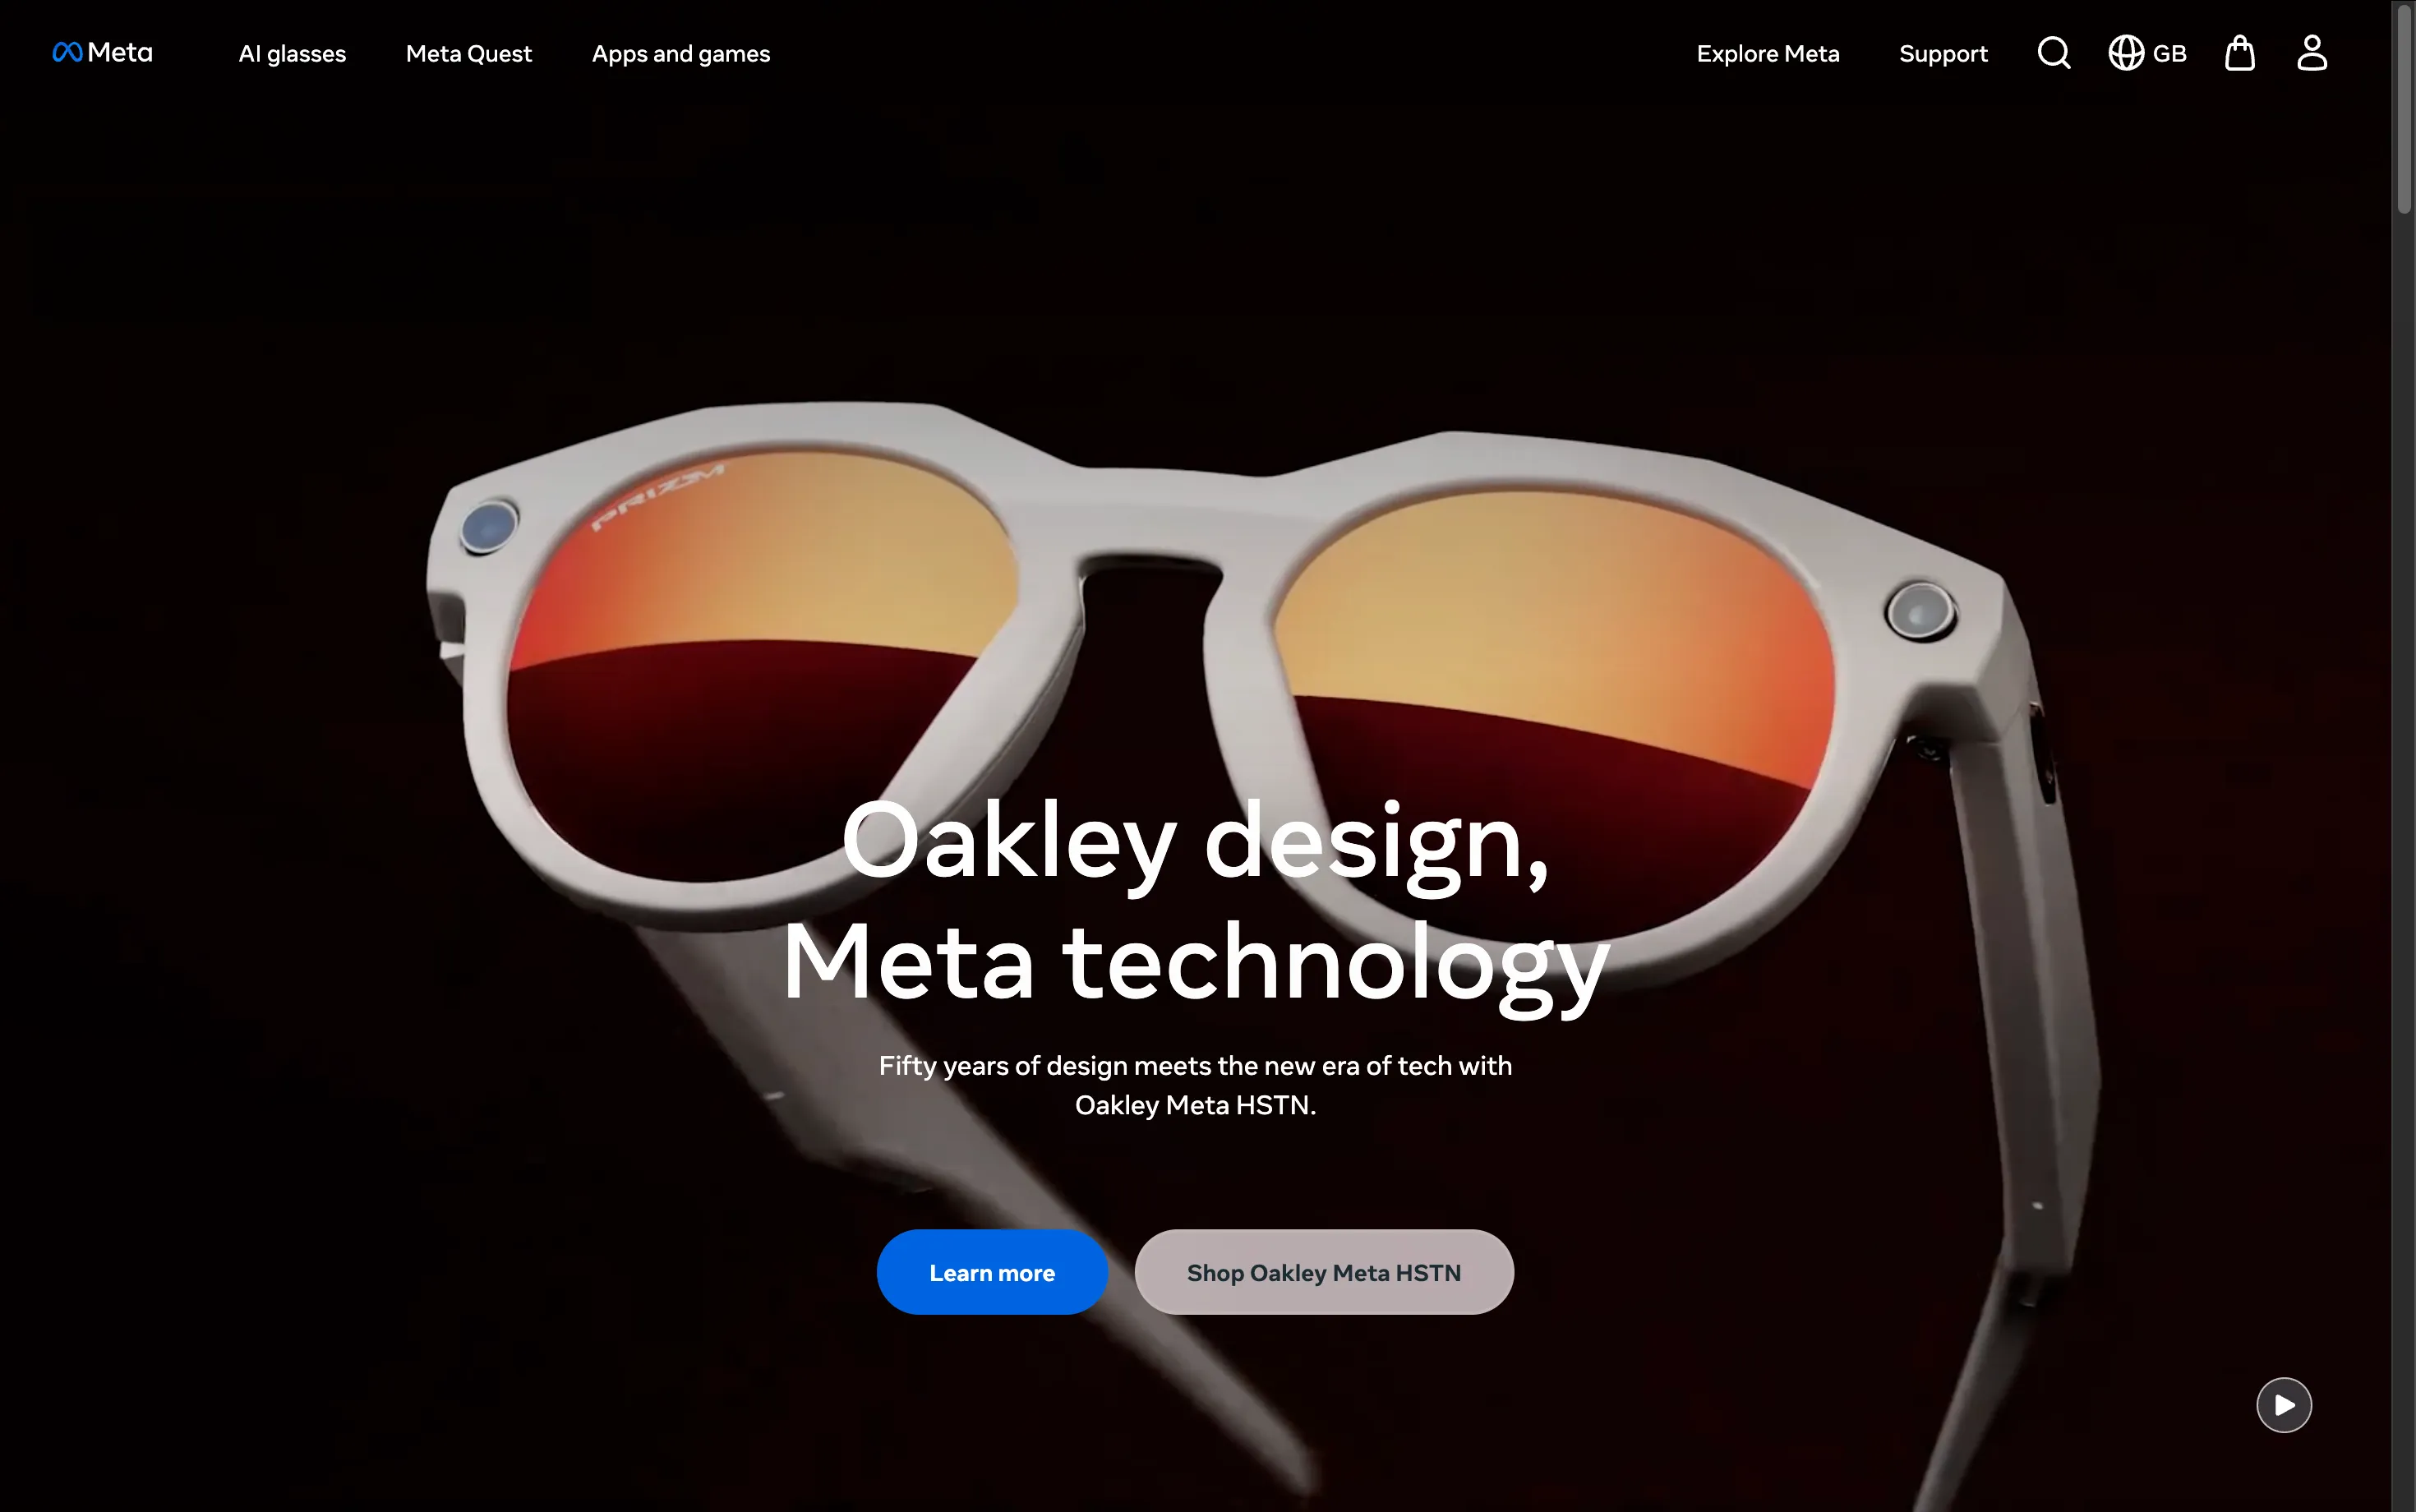 Meta
AI glasses
Meta Quest
Apps and games
Explore Meta
Support
GB
PRIZM
Oakley design,
Meta technology
Fifty years of design meets the new era of tech with
Oakley Meta HSTN.
Learn more
Shop Oakley Meta HSTN